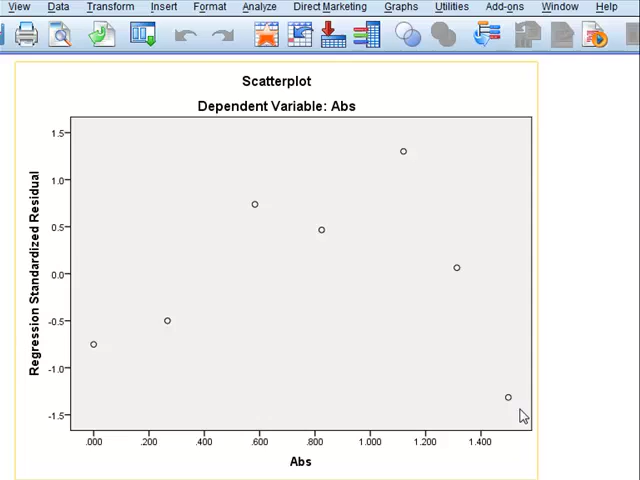 View Data Transform Insert Format Analyze Direct Marketing Graphs Utilities Add-ons Window Help
Scatterplot
Dependent Variable: Abs
Regression Standardized Residual
1.5
1.0
0.5
0.0
-0.5
-1.0
-1.5
.000 .200 .400 .600 .800 1.000 1.200 1.400
Abs